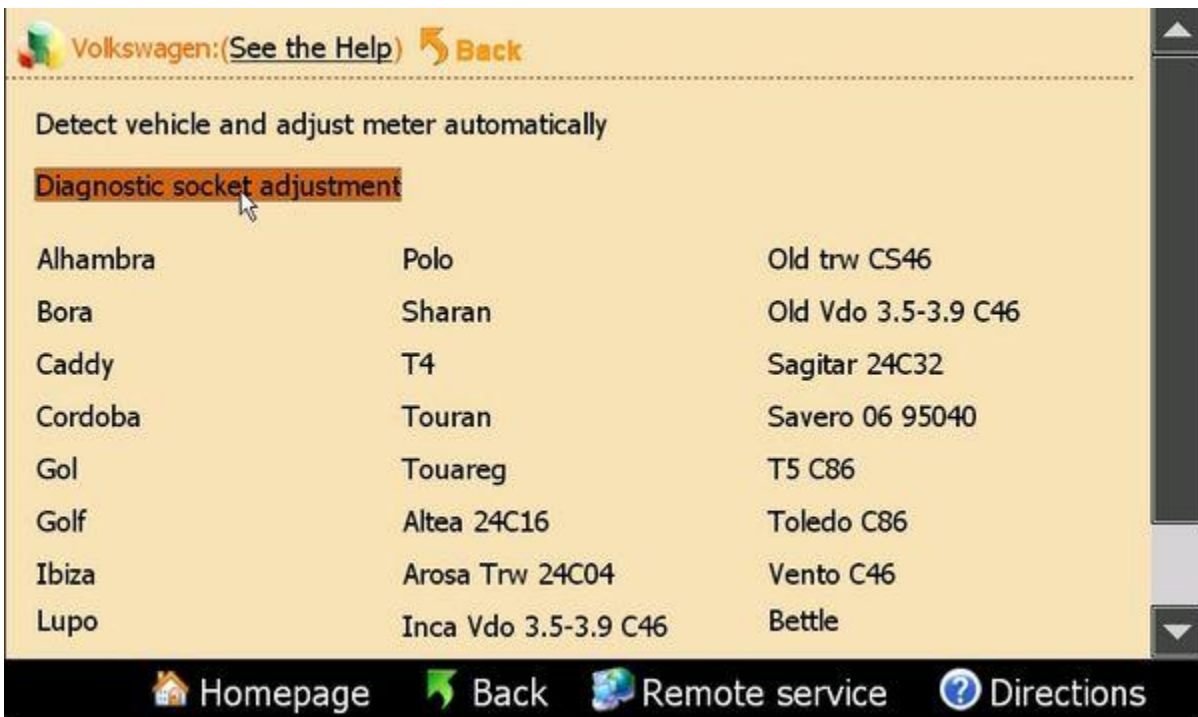 Volkswagen:(See the Help) Back
Detect vehicle and adjust meter automatically
Diagnostic socket adjustment
Alhambra Polo Old trw CS46
Bora Sharan Old Vdo 3.5-3.9 C46
Caddy T4 Sagitar 24C32
Cordoba Touran Savero 06 95040
Gol Touareg T5 C86
Golf Altea 24C16 Toledo C86
Ibiza Arosa Trw 24C04 Vento C46
Lupo Inca Vdo 3.5-3.9 C46 Bettle
Homepage Back Remote service Directions